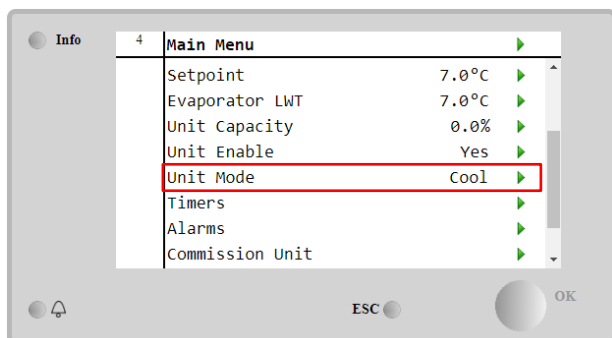 Info
4 Main Menu
Setpoint 7.0°C
Evaporator LWT 7.0°C
Unit Capacity 0.0%
Unit Enable Yes
Unit Mode Cool
Timers
Alarms
Commission Unit
ESC OK